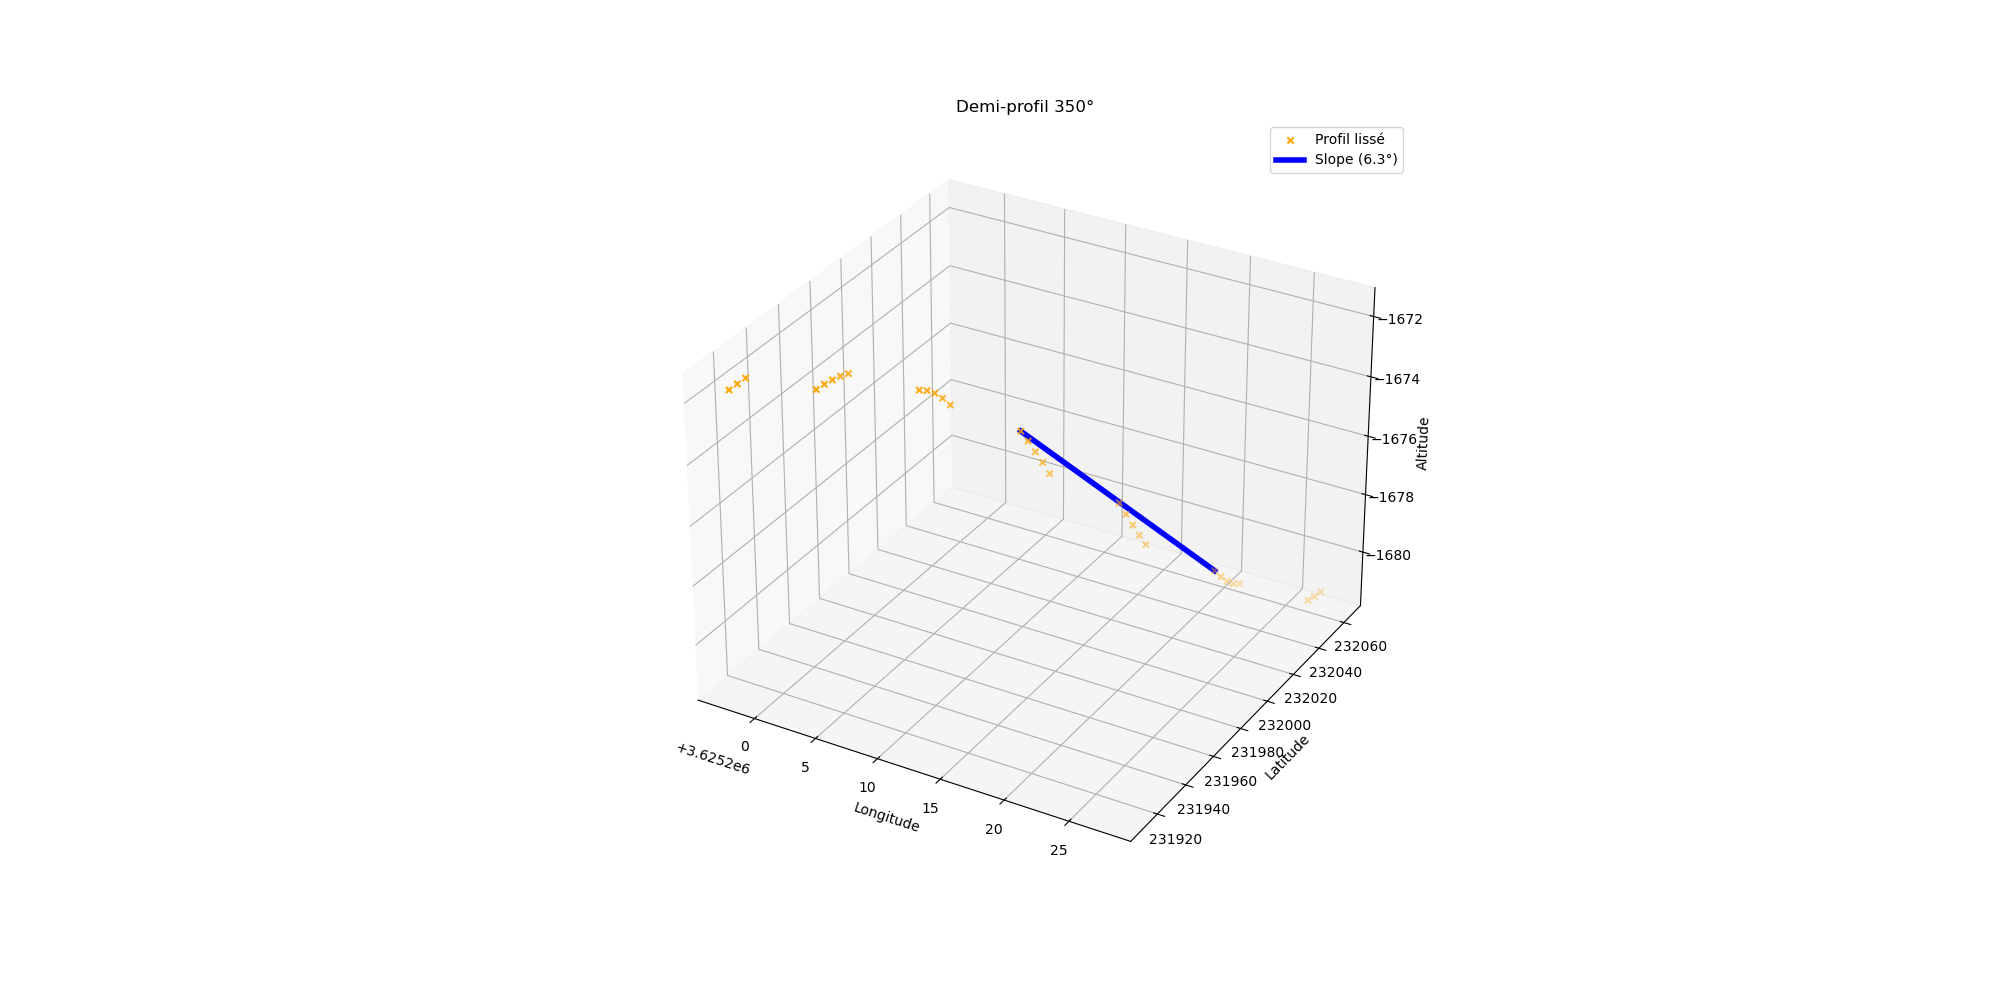 Demi-profil 350°
Profil lissé
Slope (6.3°)
−1672
−1674
−1676
−1678
−1680
Altitude
232060
232040
232020
232000
231980
231960
231940
231920
Latitude
0
5
10
15
20
25
+3.6252e6
Longitude